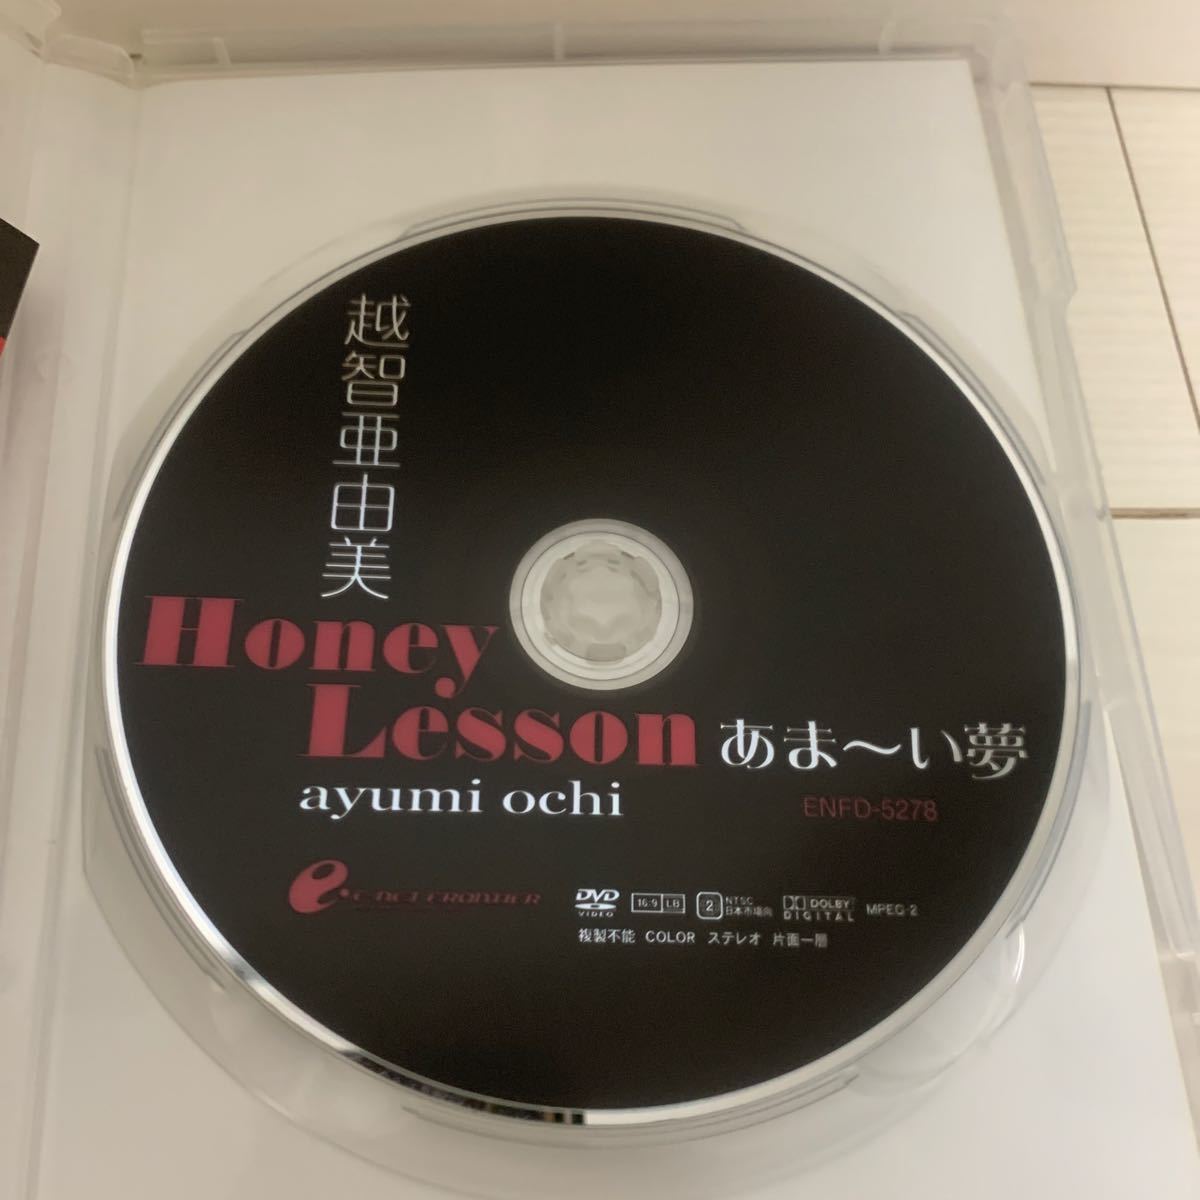 越智亜由美
Honey
Lesson あま〜い夢
ayumi ochi
ENFD-5278
e-net frontier
DVD VIDEO 16:9 LB 2 NTSC 日本市場向 DOLBY DIGITAL MPEG-2
複製不能 COLOR ステレオ 片面一層